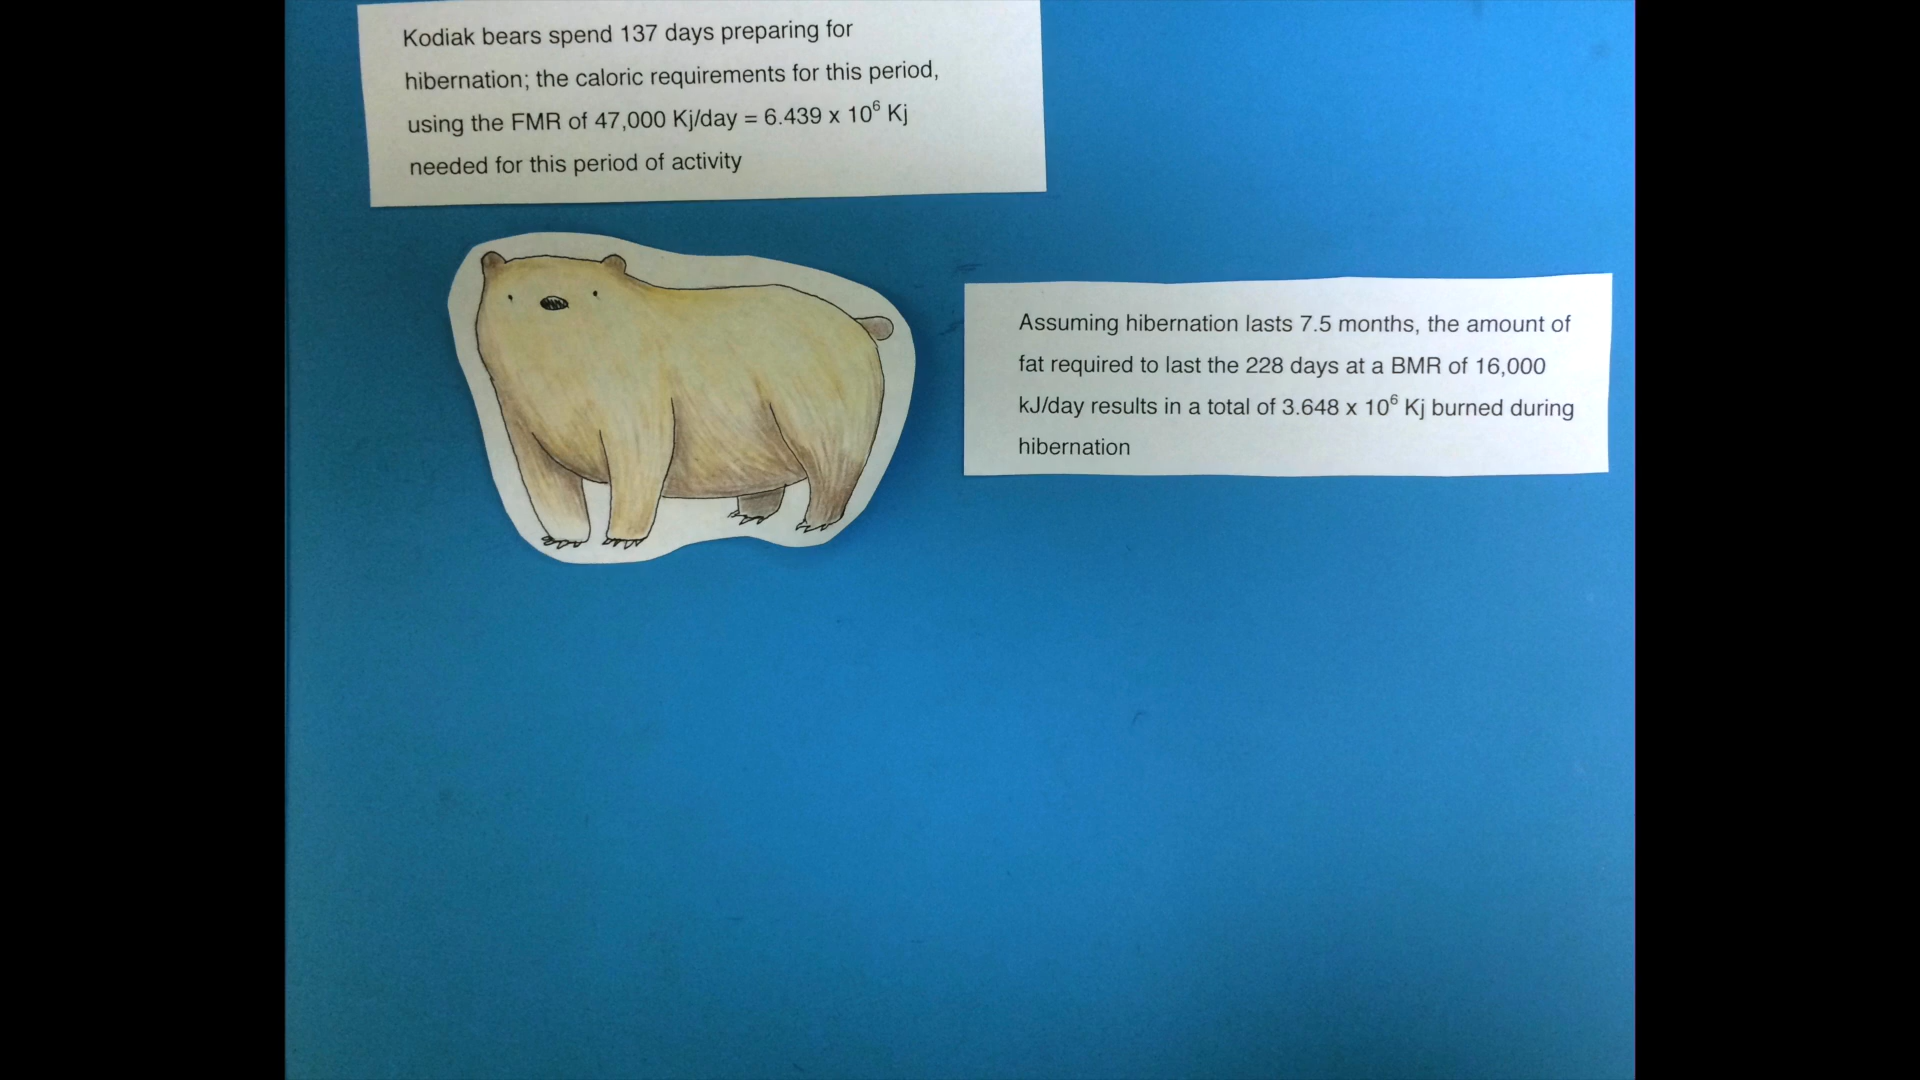 Kodiak bears spend 137 days preparing for
hibernation; the caloric requirements for this period,
using the FMR of 47,000 Kj/day = 6.439 x 10⁶ Kj
needed for this period of activity
Assuming hibernation lasts 7.5 months, the amount of
fat required to last the 228 days at a BMR of 16,000
kJ/day results in a total of 3.648 x 10⁶ Kj burned during
hibernation